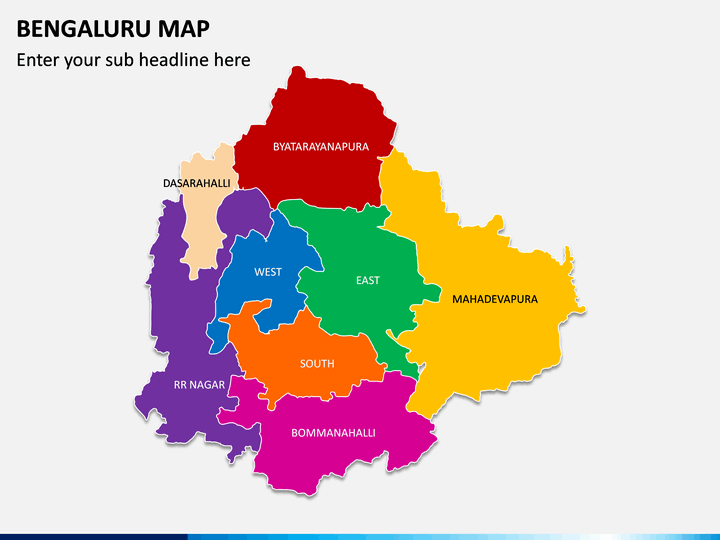 BENGALURU MAP
Enter your sub headline here
BYATARAYANAPURA
DASARAHALLI
WEST
EAST
MAHADEVAPURA
SOUTH
RR NAGAR
BOMMANAHALLI